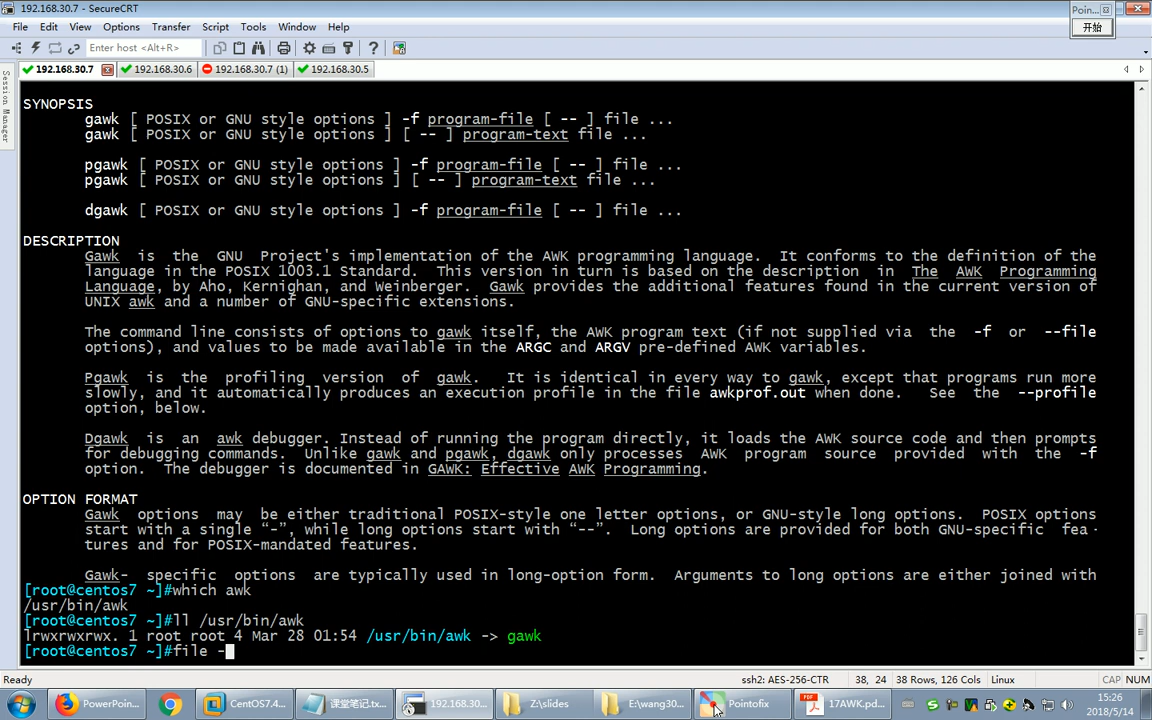 192.168.30.7 - SecureCRT
Poin...
File Edit View Options Transfer Script Tools Window Help
开始
Enter host <Alt+R>
192.168.30.7 192.168.30.6 192.168.30.7 (1) 192.168.30.5
Session Manager
SYNOPSIS
gawk [ POSIX or GNU style options ] -f program-file [ -- ] file ...
gawk [ POSIX or GNU style options ] [ -- ] program-text file ...
pgawk [ POSIX or GNU style options ] -f program-file [ -- ] file ...
pgawk [ POSIX or GNU style options ] [ -- ] program-text file ...
dgawk [ POSIX or GNU style options ] -f program-file [ -- ] file ...
DESCRIPTION
Gawk is the GNU Project's implementation of the AWK programming language. It conforms to the definition of the
language in the POSIX 1003.1 Standard. This version in turn is based on the description in The AWK Programming
Language, by Aho, Kernighan, and Weinberger. Gawk provides the additional features found in the current version of
UNIX awk and a number of GNU-specific extensions.
The command line consists of options to gawk itself, the AWK program text (if not supplied via the -f or --file
options), and values to be made available in the ARGC and ARGV pre-defined AWK variables.
Pgawk is the profiling version of gawk. It is identical in every way to gawk, except that programs run more
slowly, and it automatically produces an execution profile in the file awkprof.out when done. See the --profile
option, below.
Dgawk is an awk debugger. Instead of running the program directly, it loads the AWK source code and then prompts
for debugging commands. Unlike gawk and pgawk, dgawk only processes AWK program source provided with the -f
option. The debugger is documented in GAWK: Effective AWK Programming.
OPTION FORMAT
Gawk options may be either traditional POSIX-style one letter options, or GNU-style long options. POSIX options
start with a single “-”, while long options start with “--”. Long options are provided for both GNU-specific fea-
tures and for POSIX-mandated features.
Gawk- specific options are typically used in long-option form. Arguments to long options are either joined with
[root@centos7 ~]#which awk
/usr/bin/awk
[root@centos7 ~]#ll /usr/bin/awk
lrwxrwxrwx. 1 root root 4 Mar 28 01:54 /usr/bin/awk -> gawk
[root@centos7 ~]#file -
Ready ssh2: AES-256-CTR 38, 24 38 Rows, 126 Cols Linux CAP NUM
PowerPoin... CentOS7.4... 课堂笔记.tx... 192.168.30... Z:\slides E:\wang30... Pointofix 17AWK.pd...
15:26
2018/5/14